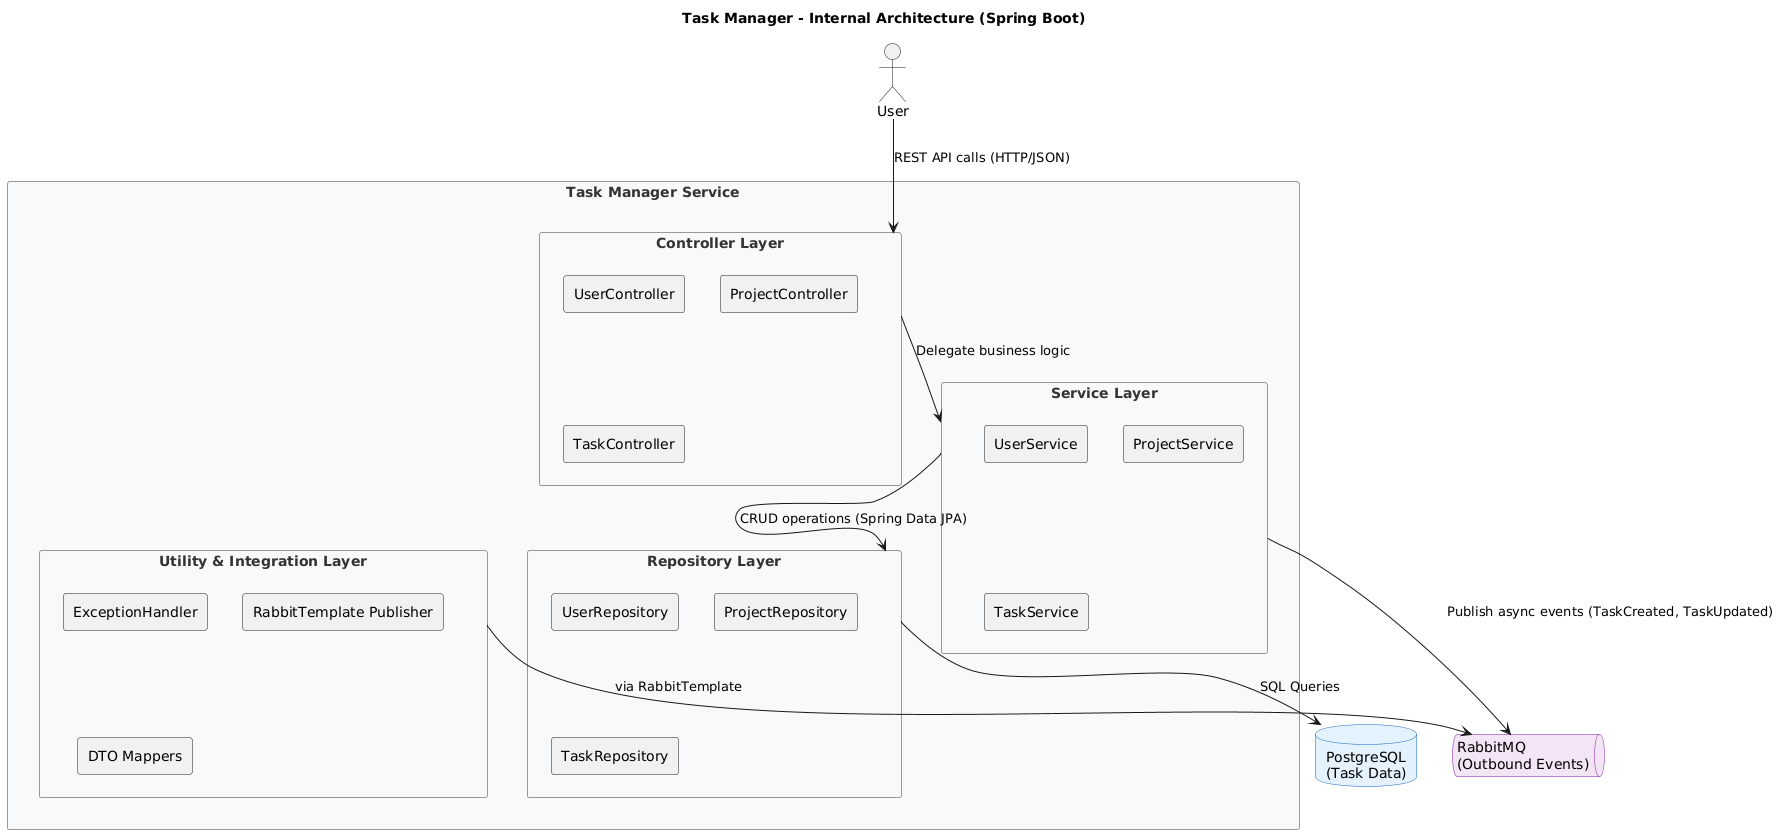 Task Manager - Internal Architecture (Spring Boot)
User
REST API calls (HTTP/JSON)
Task Manager Service
Controller Layer
UserController
ProjectController
TaskController
Delegate business logic
Service Layer
UserService
ProjectService
TaskService
CRUD operations (Spring Data JPA)
Utility & Integration Layer
ExceptionHandler
RabbitTemplate Publisher
DTO Mappers
Repository Layer
UserRepository
ProjectRepository
TaskRepository
Publish async events (TaskCreated, TaskUpdated)
via RabbitTemplate
SQL Queries
PostgreSQL
(Task Data)
RabbitMQ
(Outbound Events)